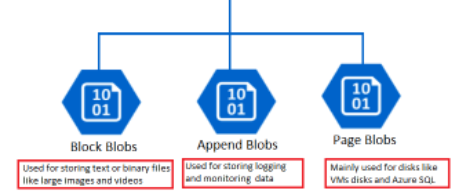 10
01
10
01
10
01
Block Blobs
Append Blobs
Page Blobs
Used for storing text or binary files
like large images and videos
Used for storing logging
and monitoring data
Mainly used for disks like
VMs disks and Azure SQL